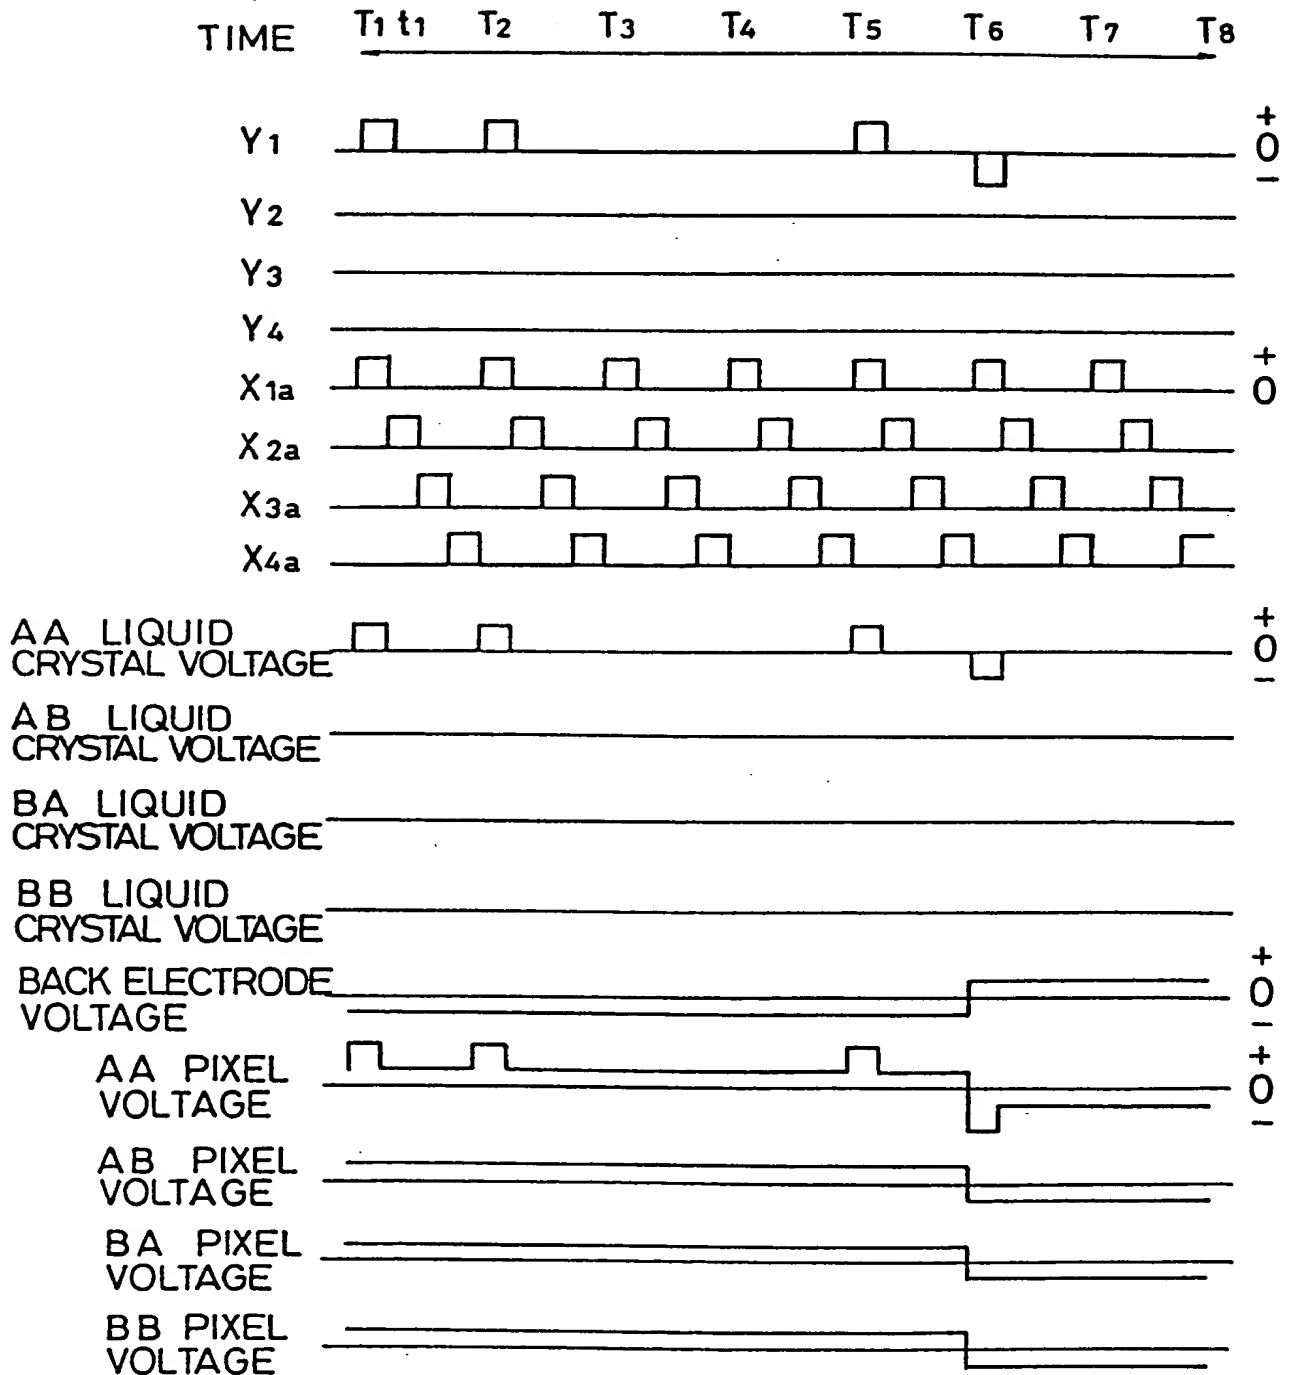 TIME T1 t1 T2 T3 T4 T5 T6 T7 T8
Y1 + 0 −
Y2
Y3
Y4
X1a + 0
X2a
X3a
X4a
AA LIQUID
CRYSTAL VOLTAGE + 0 −
AB LIQUID
CRYSTAL VOLTAGE
BA LIQUID
CRYSTAL VOLTAGE
BB LIQUID
CRYSTAL VOLTAGE
BACK ELECTRODE
VOLTAGE + 0 −
AA PIXEL
VOLTAGE + 0 −
AB PIXEL
VOLTAGE
BA PIXEL
VOLTAGE
BB PIXEL
VOLTAGE